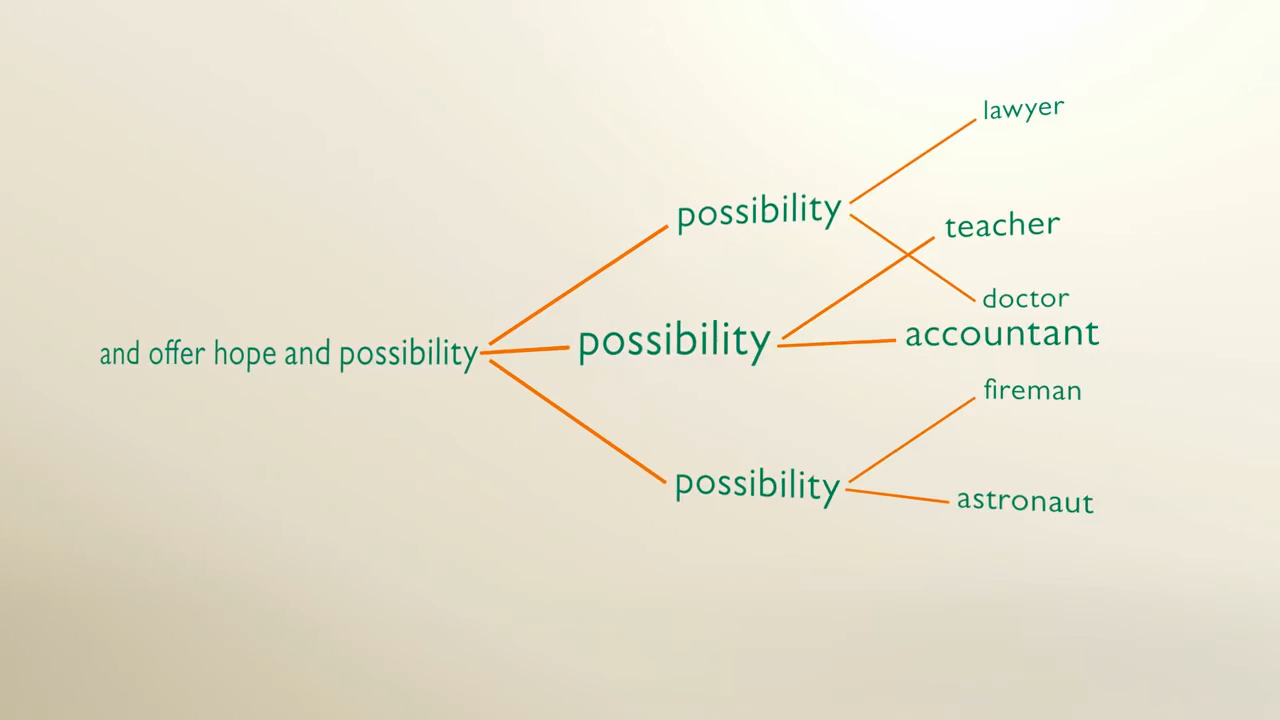 and offer hope and possibility
possibility
lawyer
doctor
possibility
teacher
accountant
possibility
fireman
astronaut